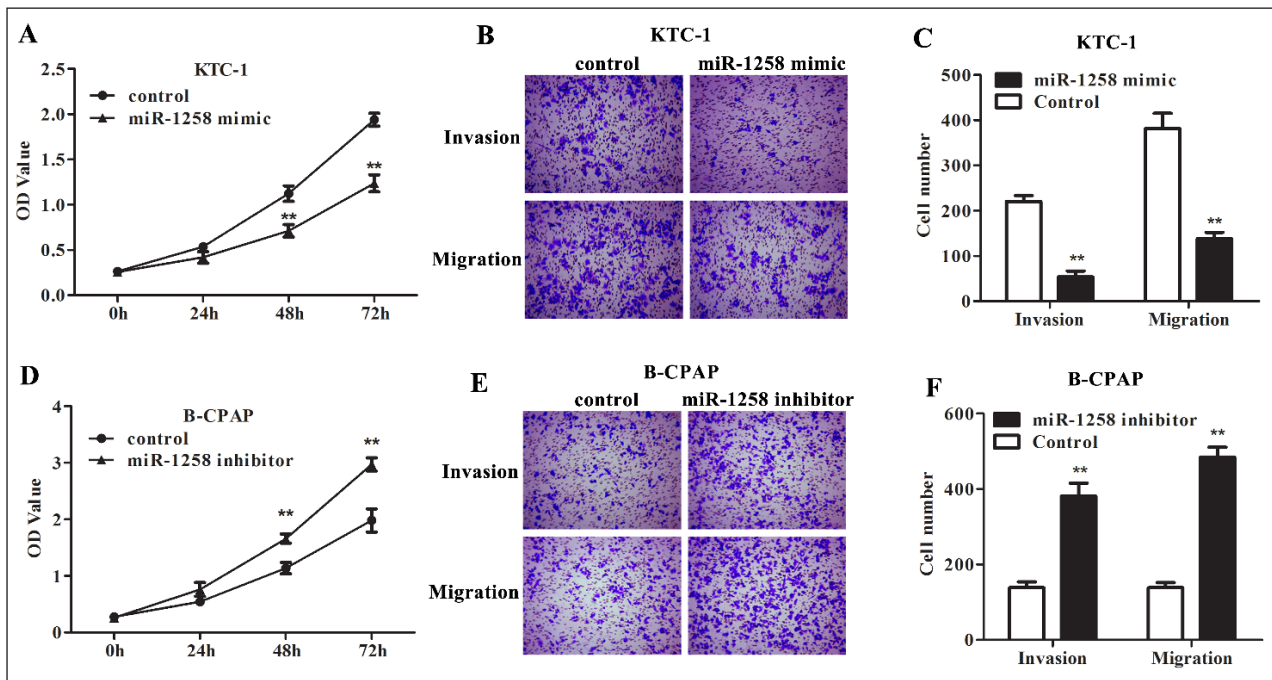 A
KTC-1
control
miR-1258 mimic
OD Value
2.5
2.0
1.5
1.0
0.5
0.0
**
**
0h
24h
48h
72h
B
KTC-1
control
miR-1258 mimic
Invasion
Migration
C
KTC-1
miR-1258 mimic
Control
Cell number
500
400
300
200
100
0
**
**
Invasion
Migration
D
B-CPAP
control
miR-1258 inhibitor
OD Value
4
3
2
1
0
**
**
0h
24h
48h
72h
E
B-CPAP
control
miR-1258 inhibitor
Invasion
Migration
F
B-CPAP
miR-1258 inhibitor
Control
Cell number
600
400
200
0
**
**
Invasion
Migration